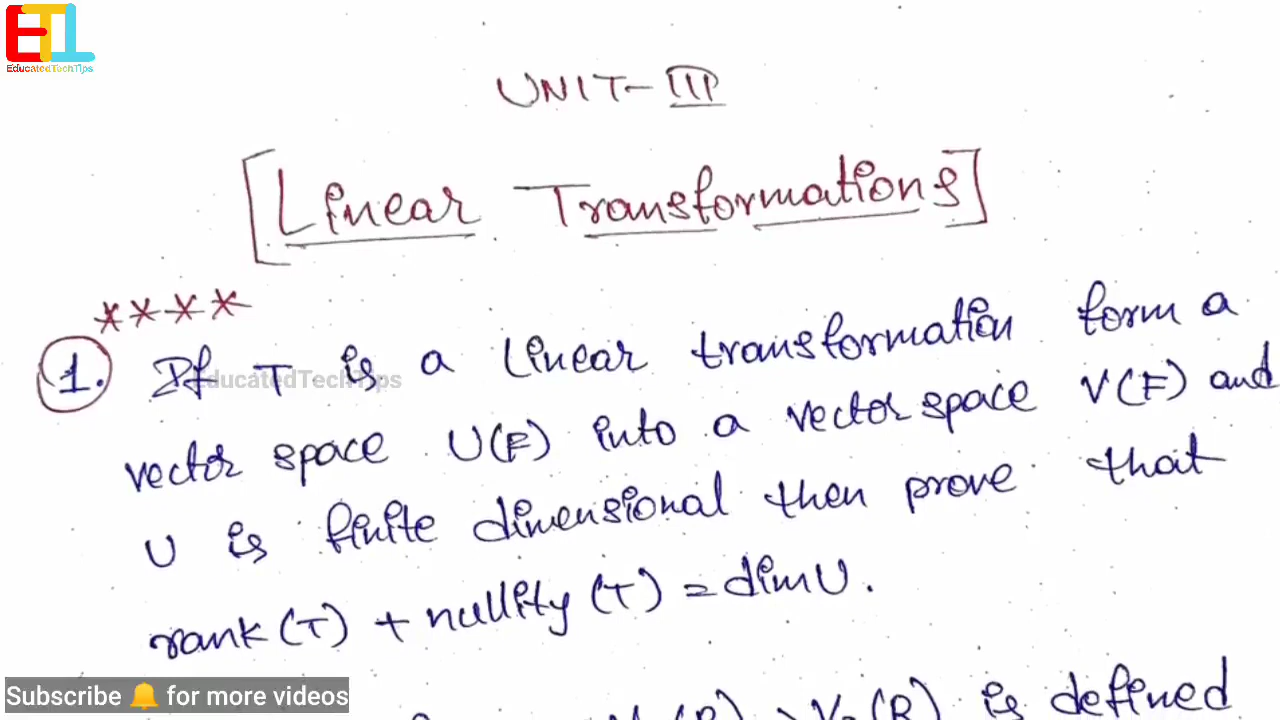 ETL
EducatedTechTips
UNIT-III
[Linear Transformations]
****
1. If T is a linear transformation form a
EducatedTechTips
vector space U(F) into a vector space V(F) and
U is finite dimensional then prove that
rank(T) + nullity (T) = dimU.
(R) is defined
Subscribe 🔔 for more videos